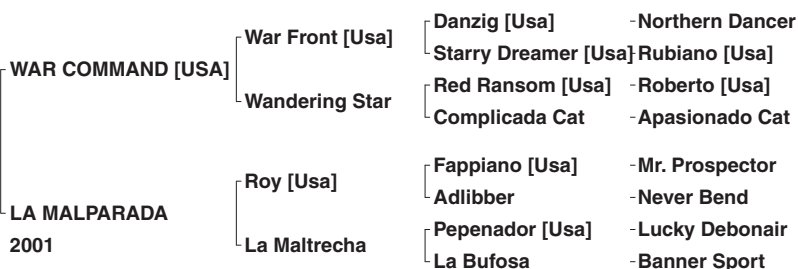 Danzig [Usa] -Northern Dancer
War Front [Usa]
Starry Dreamer [Usa] -Rubiano [Usa]
WAR COMMAND [USA]
Red Ransom [Usa] -Roberto [Usa]
Wandering Star
Complicada Cat -Apasionado Cat
Fappiano [Usa] -Mr. Prospector
Roy [Usa]
Adlibber -Never Bend
LA MALPARADA
Pepenador [Usa] -Lucky Debonair
2001
La Maltrecha
La Bufosa -Banner Sport